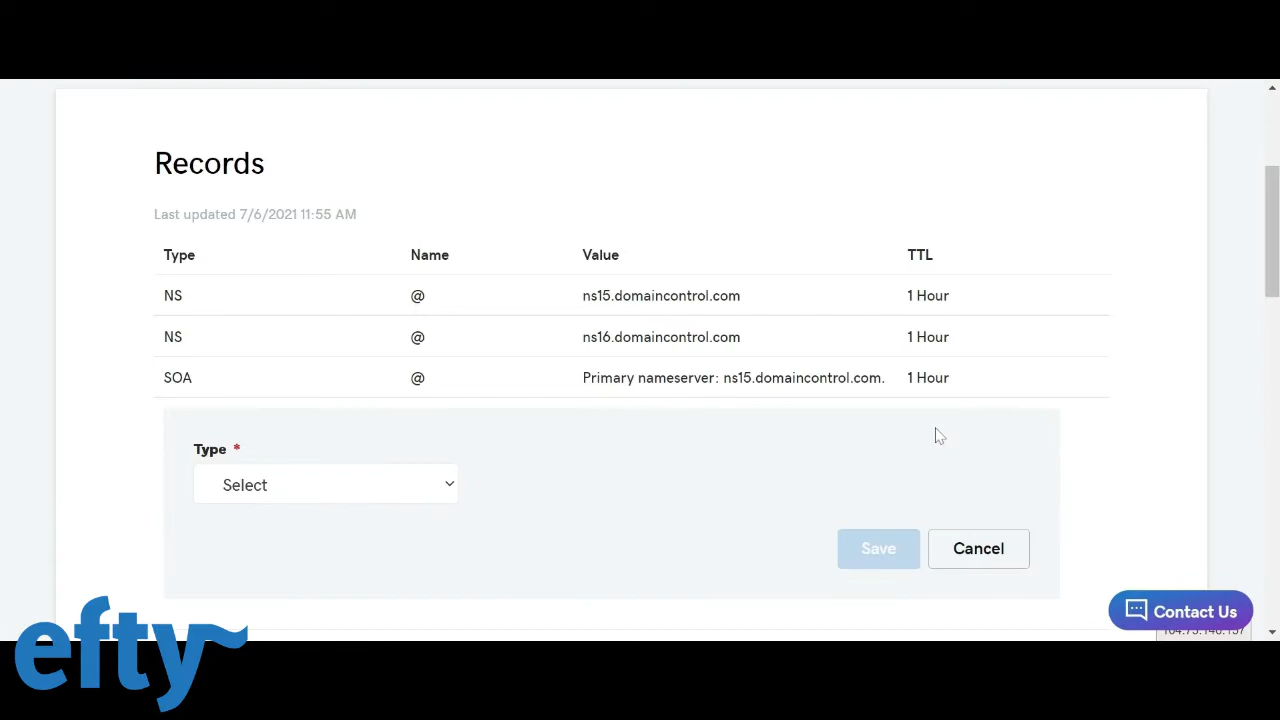 Records
Last updated 7/6/2021 11:55 AM
Type Name Value TTL
NS @ ns15.domaincontrol.com 1 Hour
NS @ ns16.domaincontrol.com 1 Hour
SOA @ Primary nameserver: ns15.domaincontrol.com. 1 Hour
Type *
Select
Save Cancel
Contact Us
efty~